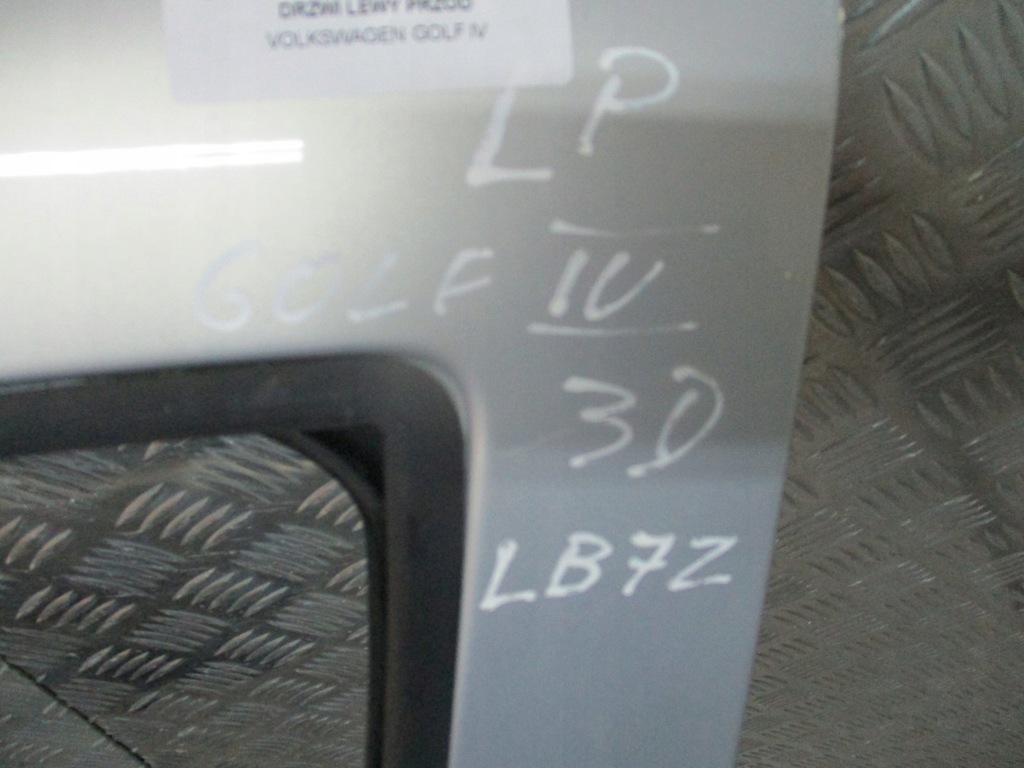 DRZWI LEWY PRZÓD
VOLKSWAGEN GOLF IV
LP
GOLF IV
3D
LB7Z